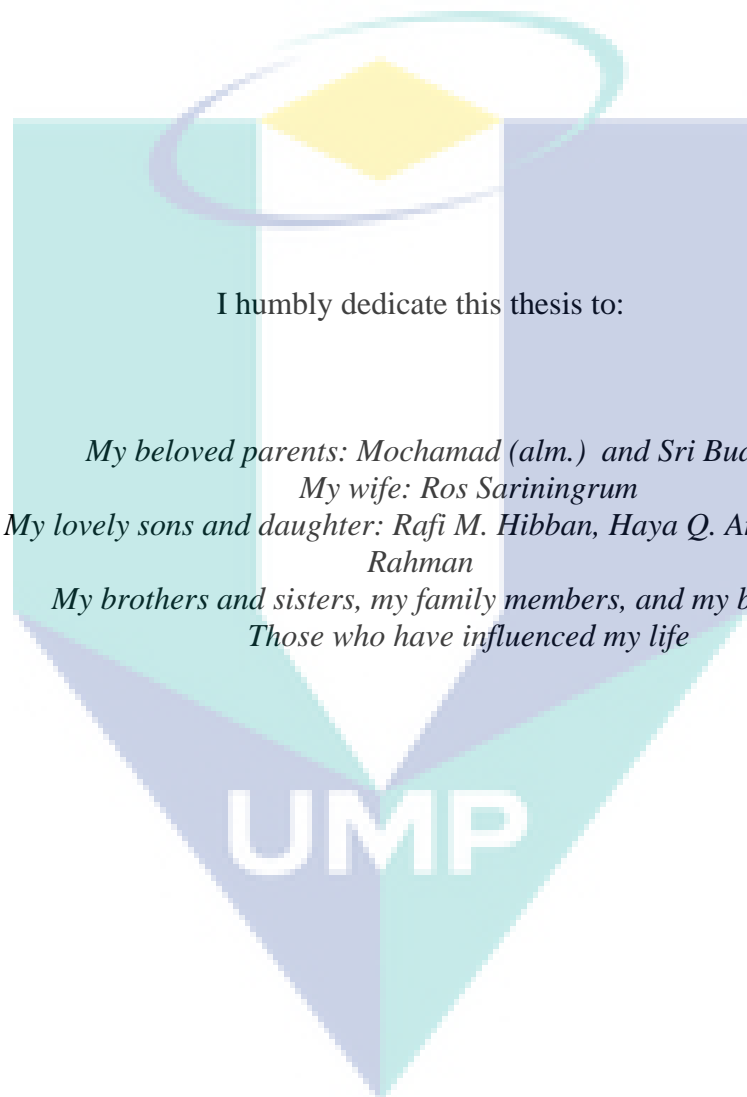 I humbly dedicate this thesis to:
My beloved parents: Mochamad (alm.) and Sri
My wife: Ros Sariningrum
My lovely sons and daughter: Rafi M. Hibban, Haya Q.
Rahman
My brothers and sisters, my family members, and my
Those who have influenced my life
UMP